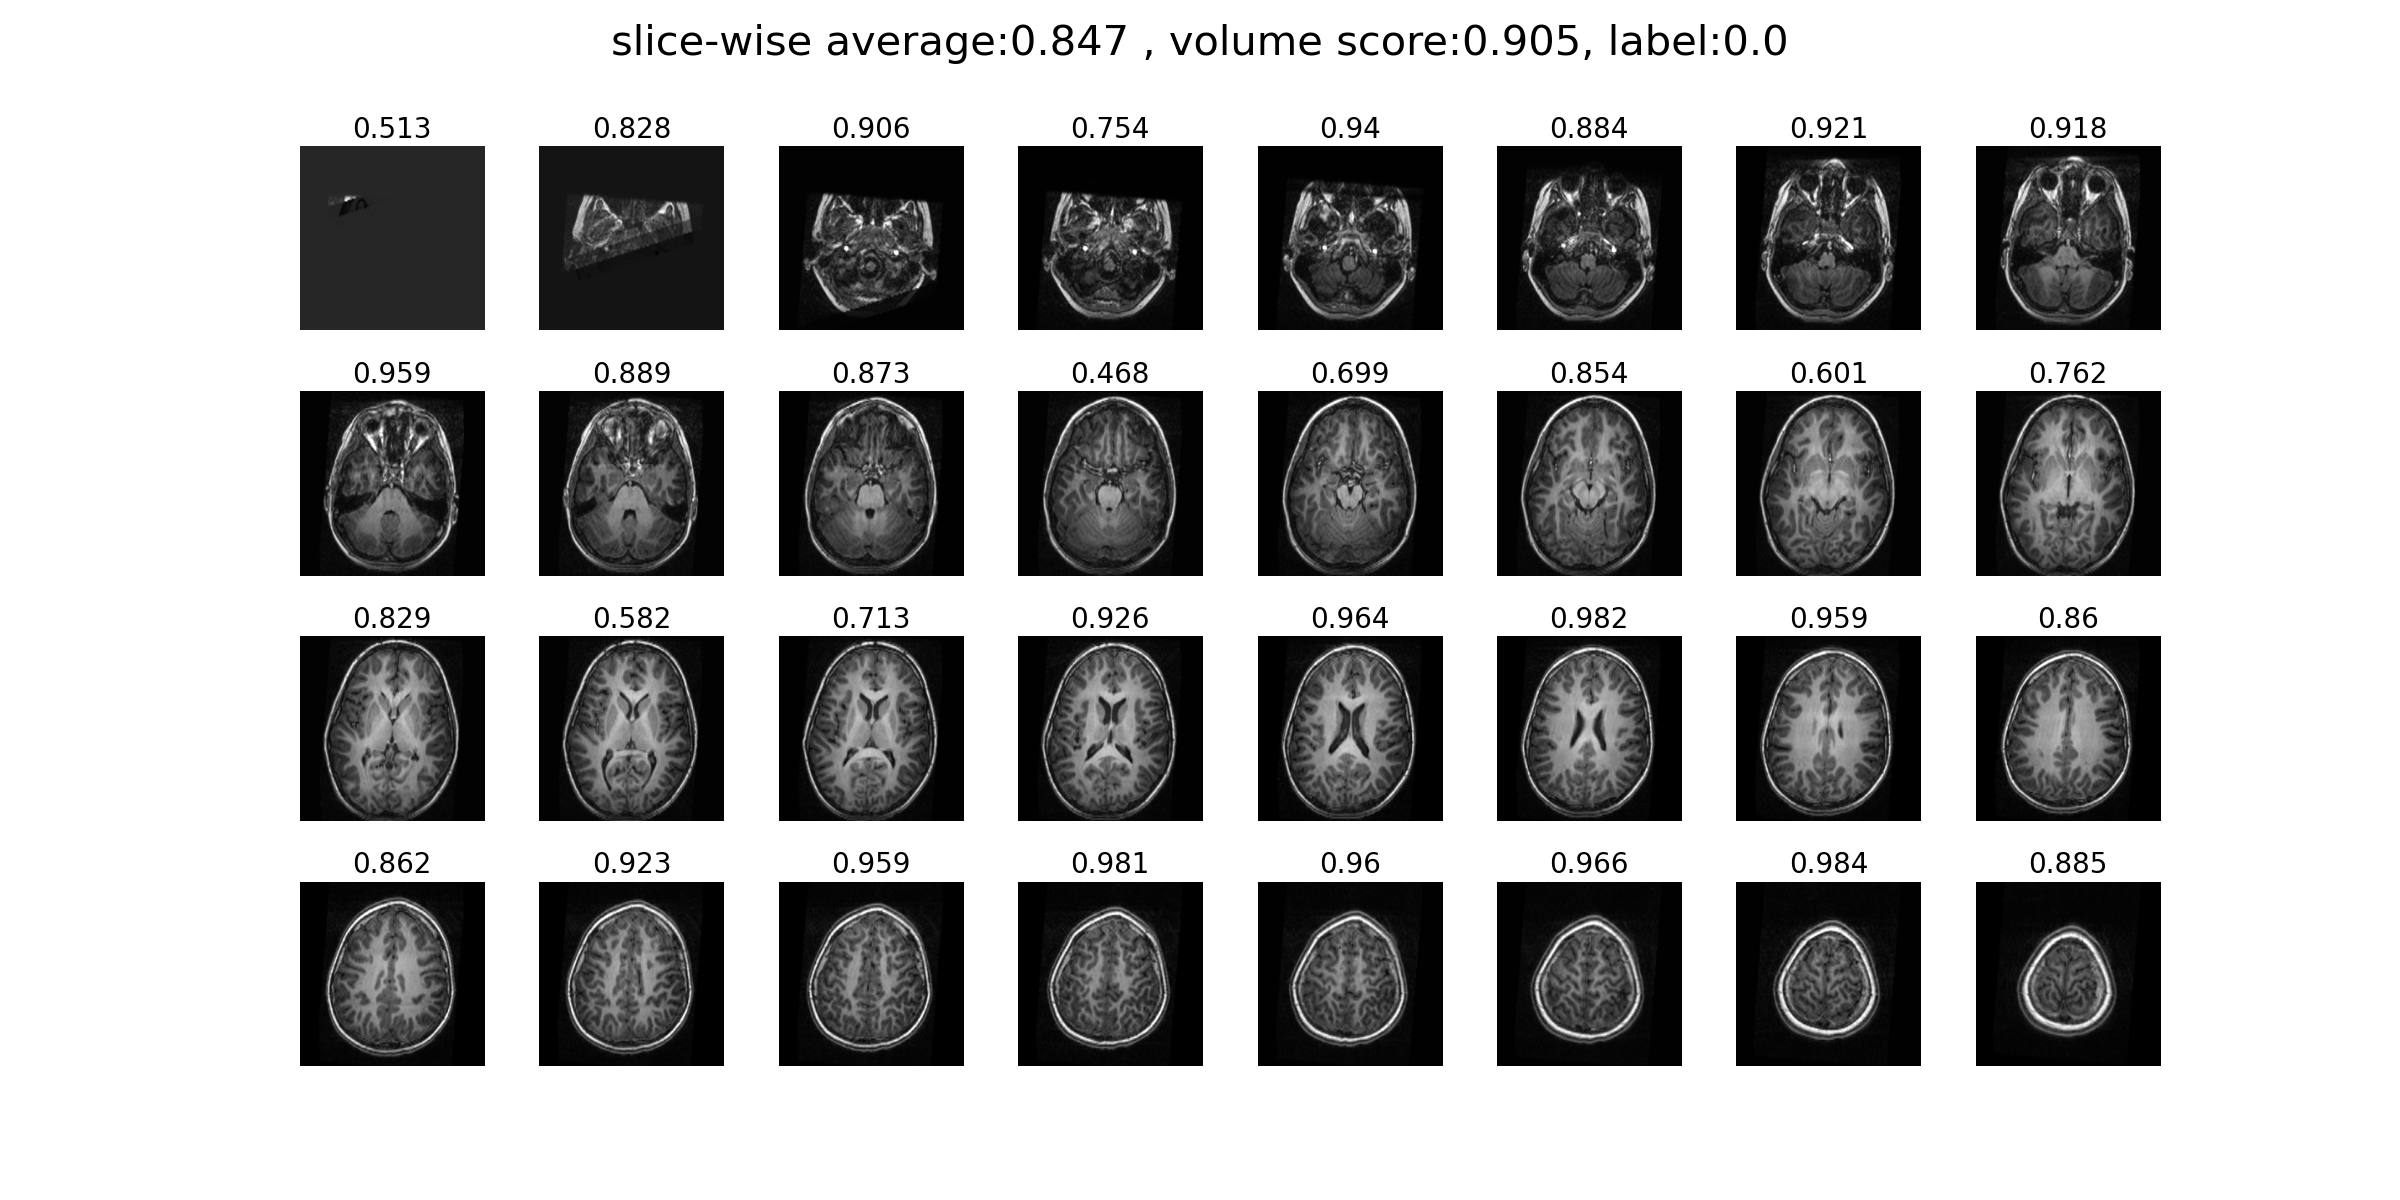 slice-wise average:0.847 , volume score:0.905, label:0.0
0.513 0.828 0.906 0.754 0.94 0.884 0.921 0.918
0.959 0.889 0.873 0.468 0.699 0.854 0.601 0.762
0.829 0.582 0.713 0.926 0.964 0.982 0.959 0.86
0.862 0.923 0.959 0.981 0.96 0.966 0.984 0.885